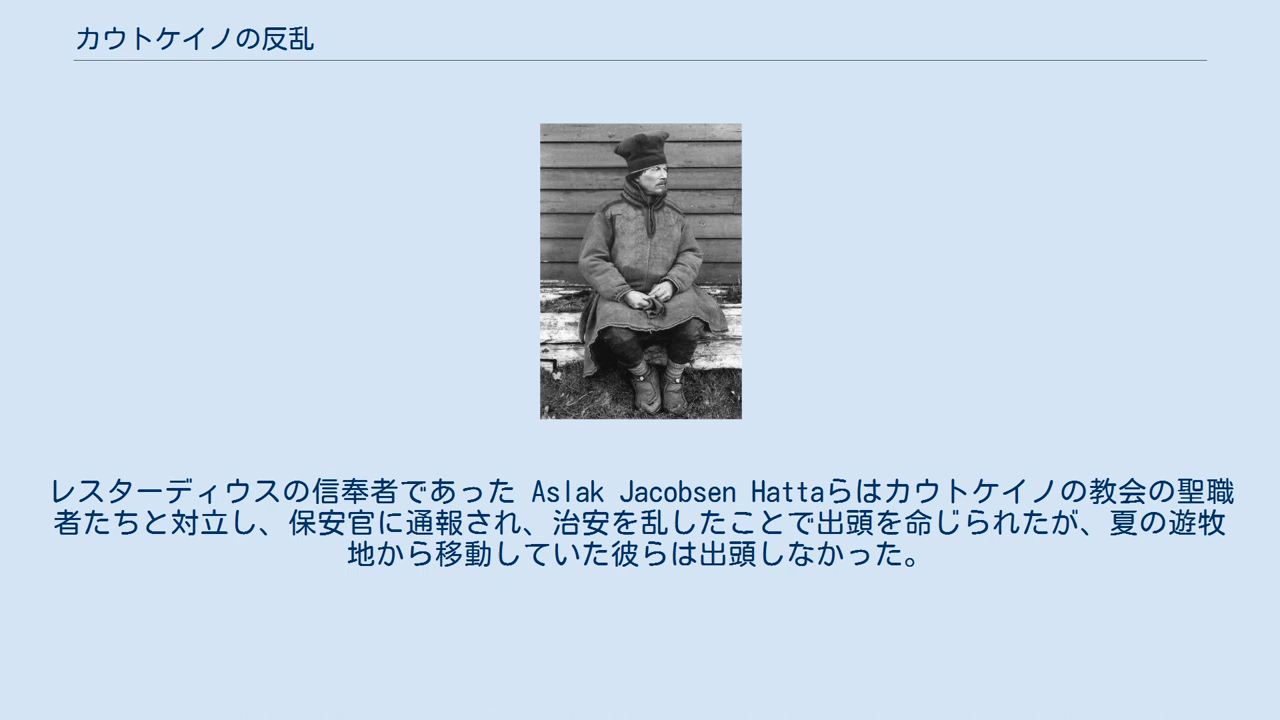 カウトケイノの反乱
レスターディウスの信奉者であった Aslak Jacobsen Hattaらはカウトケイノの教会の聖職
者たちと対立し、保安官に通報され、治安を乱したことで出頭を命じられたが、夏の遊牧
地から移動していた彼らは出頭しなかった。